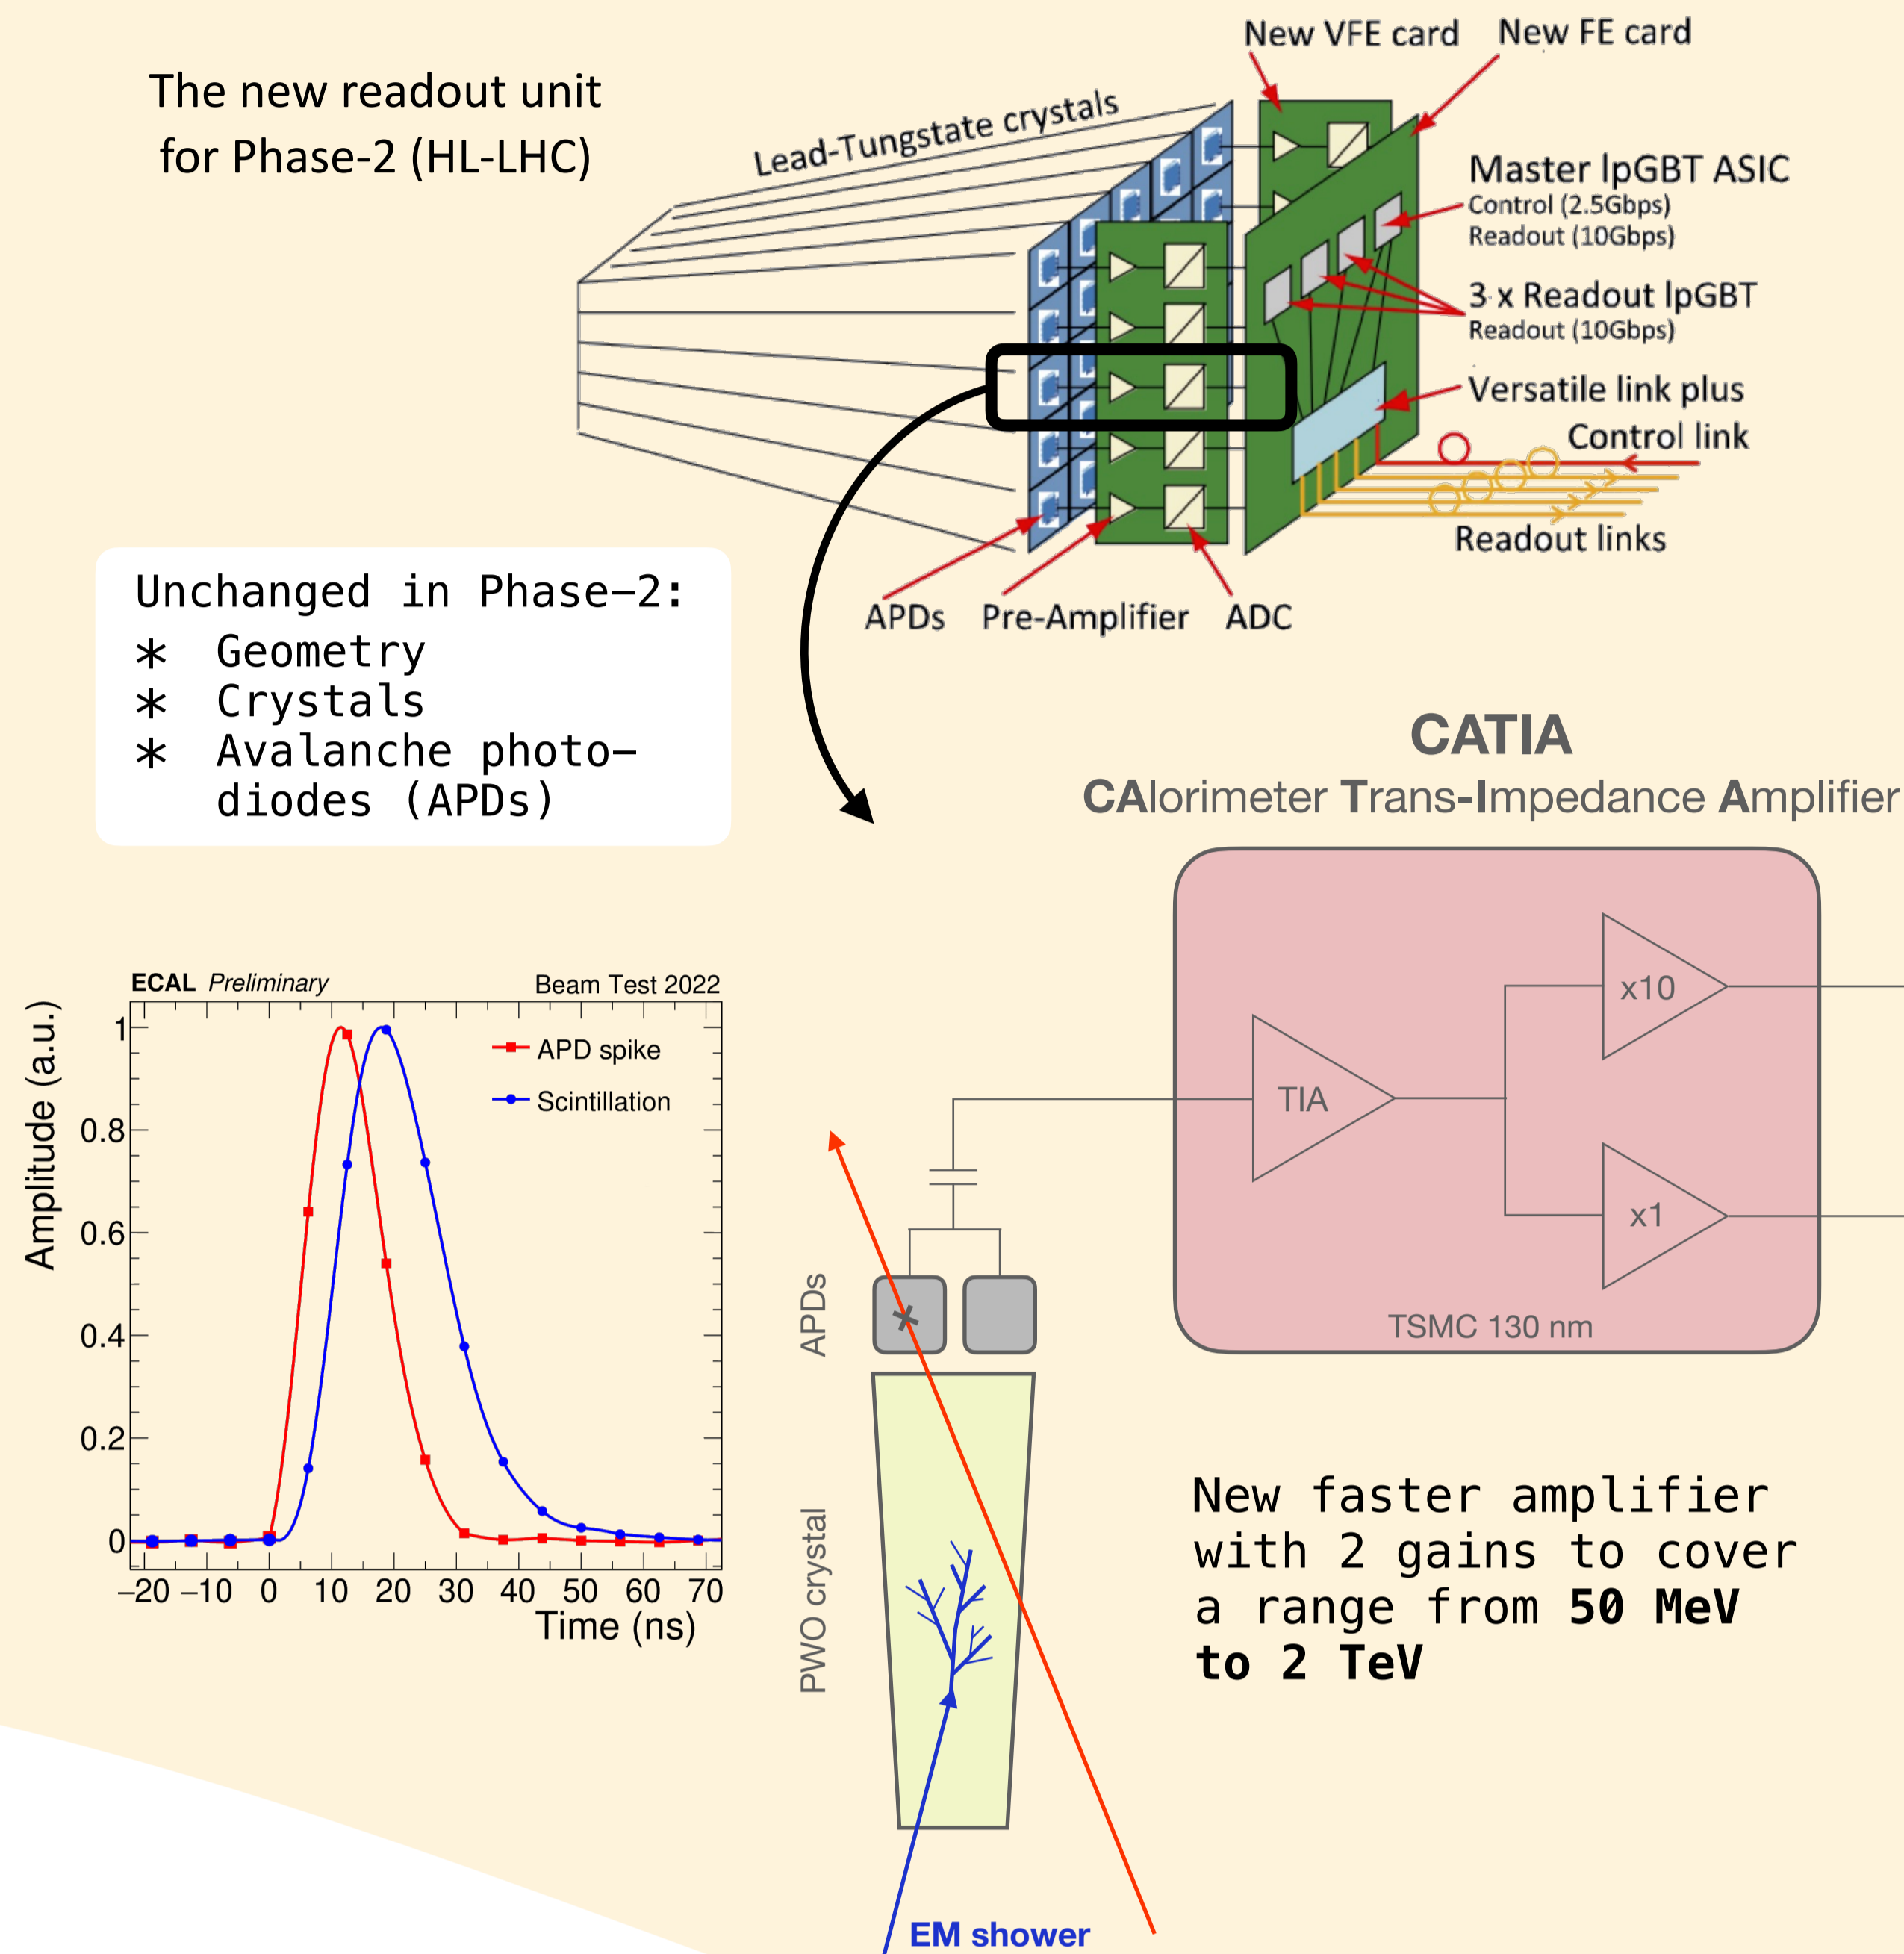 The new readout unit
for Phase-2 (HL-LHC)
New VFE card
New FE card
Lead-Tungstate crystals
Master lpGBT ASIC
Control (2.5Gbps)
Readout (10Gbps)
3 x Readout lpGBT
Readout (10Gbps)
Versatile link plus
Control link
Readout links
APDs
Pre-Amplifier
ADC
Unchanged in Phase–2:
* Geometry
* Crystals
* Avalanche photo–
diodes (APDs)
CATIA
CAlorimeter Trans-Impedance Amplifier
TIA
x10
x1
TSMC 130 nm
ECAL Preliminary
Beam Test 2022
Amplitude (a.u.)
1
0.8
0.6
0.4
0.2
0
APD spike
Scintillation
−20 −10 0 10 20 30 40 50 60 70
Time (ns)
APDs
PWO crystal
EM shower
New faster amplifier
with 2 gains to cover
a range from 50 MeV
to 2 TeV